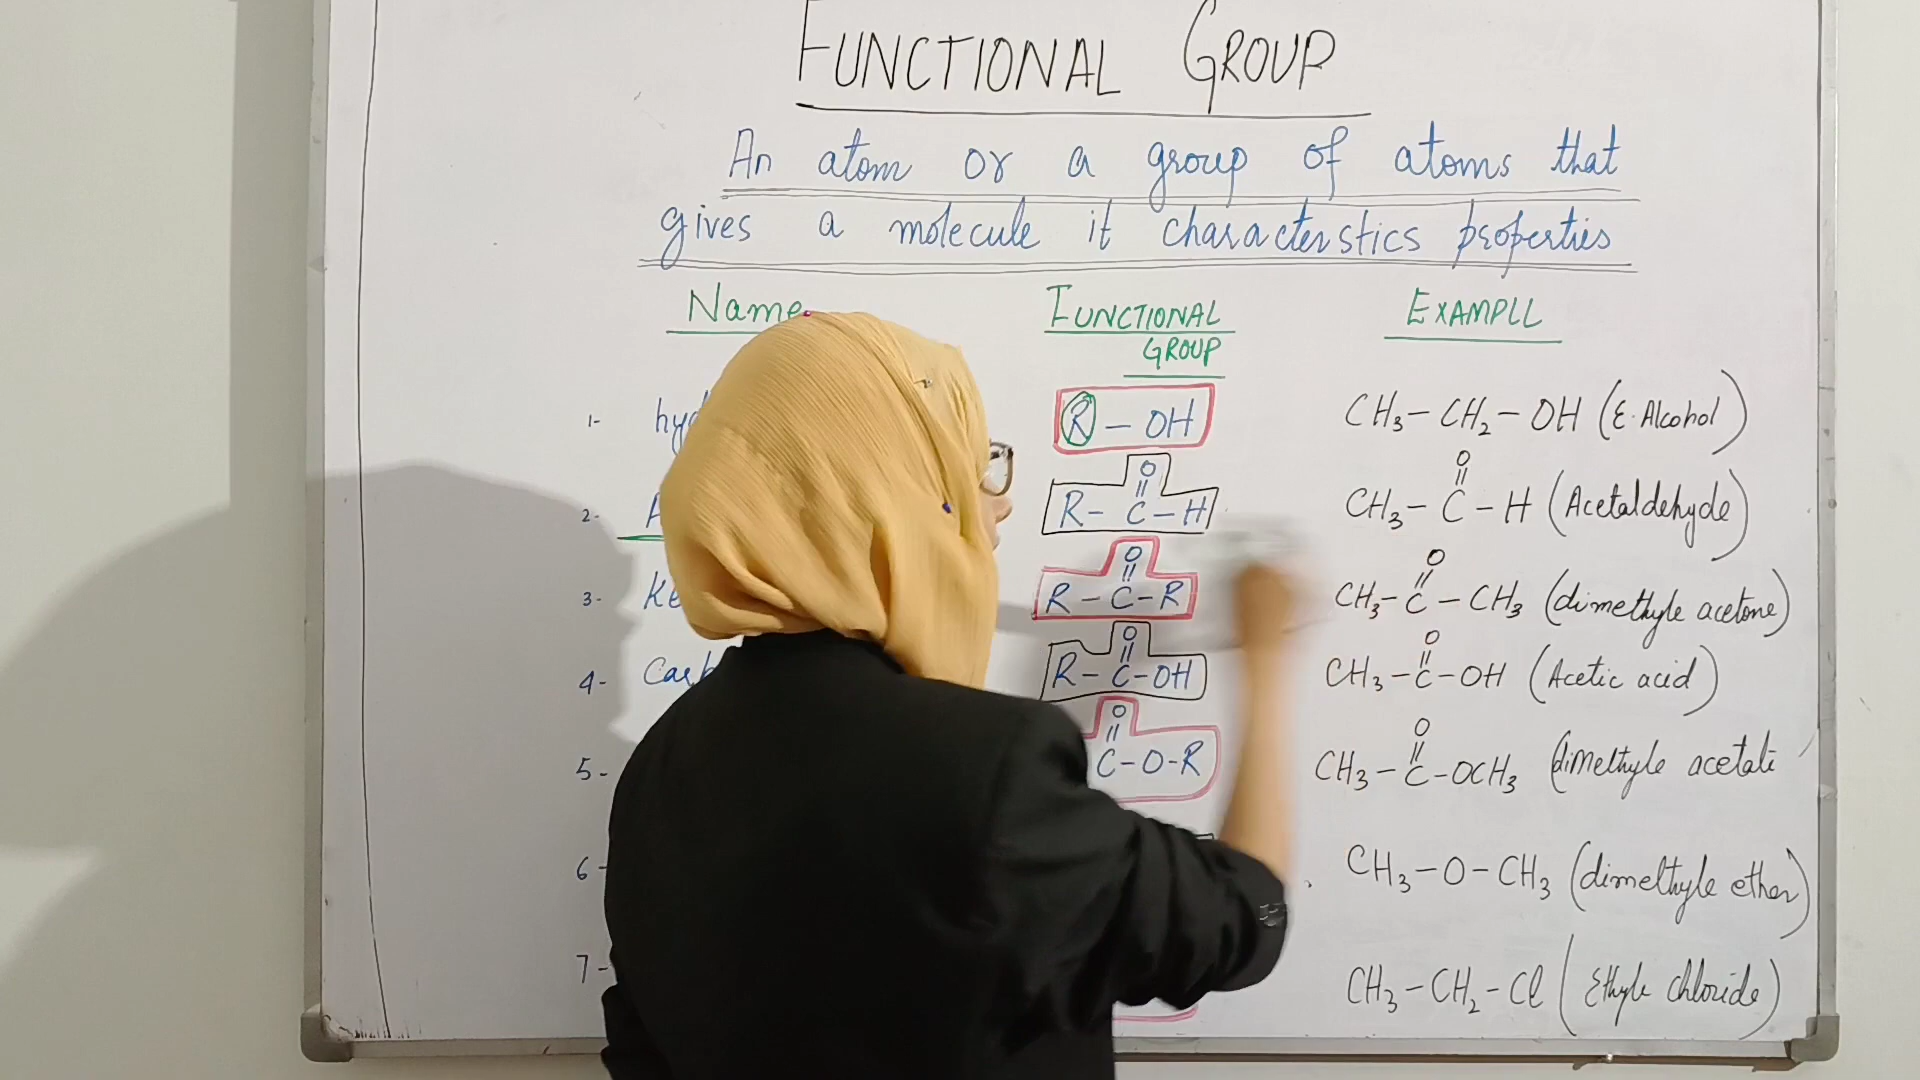 FUNCTIONAL GROUP
An atom or a group of atoms that
gives a molecule it characterstics properties
Name FUNCTIONAL GROUP EXAMPLL
1- R - OH CH3 - CH2 - OH (E. Alcohol)
O O
2- R - C - H CH3 - C - H (Acetaldehyde)
O O
3- R - C - R CH3 - C - CH3 (dimethyle acetone)
O O
4- R - C - OH CH3 - C - OH (Acetic acid)
O O
5- C - O - R CH3 - C - OCH3 (dimethyle acetate
6- CH3 - O - CH3 (dimethyle ether)
7- CH3 - CH2 - Cl (Ethyle chloride)